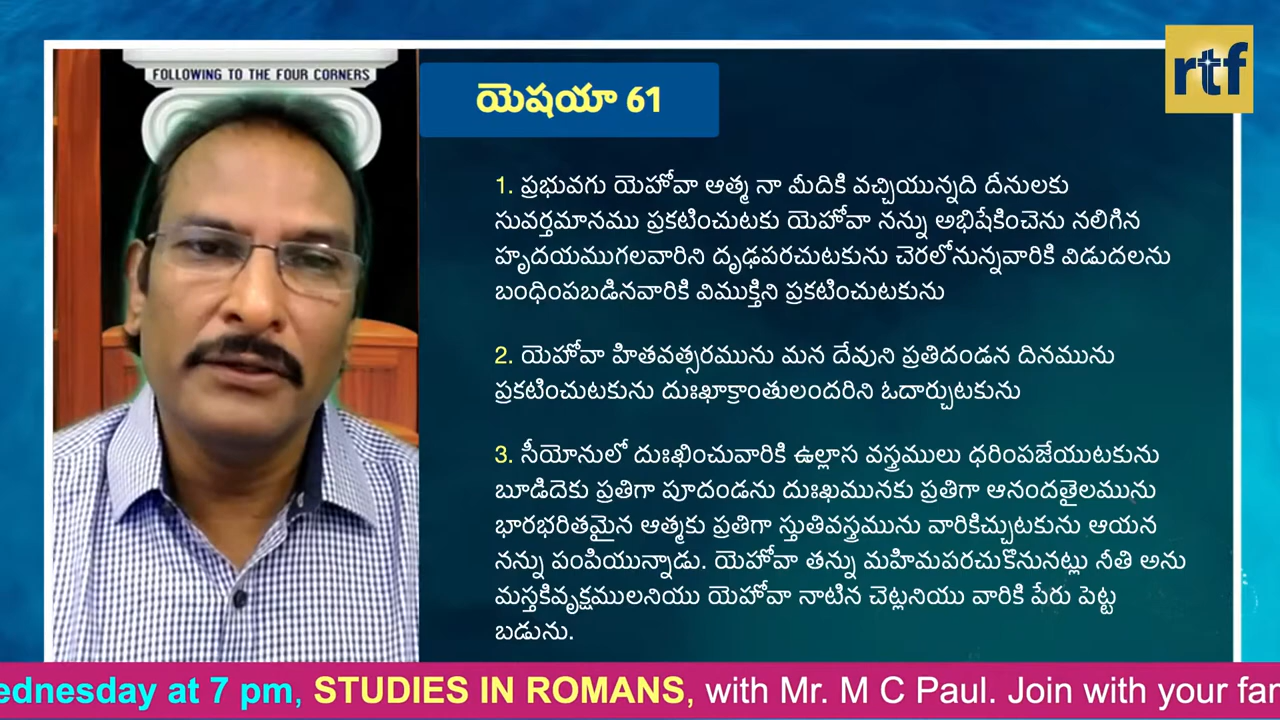 FOLLOWING TO THE FOUR CORNERS
rtf
యెషయా 61
1. ప్రభువగు యెహోవా ఆత్మ నా మీదికి వచ్చియున్నది దీనులకు
సువర్తమానము ప్రకటించుటకు యెహోవా నన్ను అభిషేకించెను నలిగిన
హృదయముగలవారిని దృఢపరచుటకును చెరలోనున్నవారికి విడుదలను
బంధింపబడినవారికి విముక్తిని ప్రకటించుటకును
2. యెహోవా హితవత్సరమును మన దేవుని ప్రతిదండన దినమును
ప్రకటించుటకును దుఃఖాక్రాంతులందరిని ఓదార్చుటకును
3. సీయోనులో దుఃఖించువారికి ఉల్లాస వస్త్రములు ధరింపజేయుటకును
బూడిదెకు ప్రతిగా పూదండను దుఃఖమునకు ప్రతిగా ఆనందతైలమును
భారభరితమైన ఆత్మకు ప్రతిగా స్తుతివస్త్రమును వారికిచ్చుటకును ఆయన
నన్ను పంపియున్నాడు. యెహోవా తన్ను మహిమపరచుకొనునట్లు నీతి అను
మస్తకివృక్షములనియు యెహోవా నాటిన చెట్లనియు వారికి పేరు పెట్ట
బడును.
ednesday at 7 pm, STUDIES IN ROMANS, with Mr. M C Paul. Join with your fam